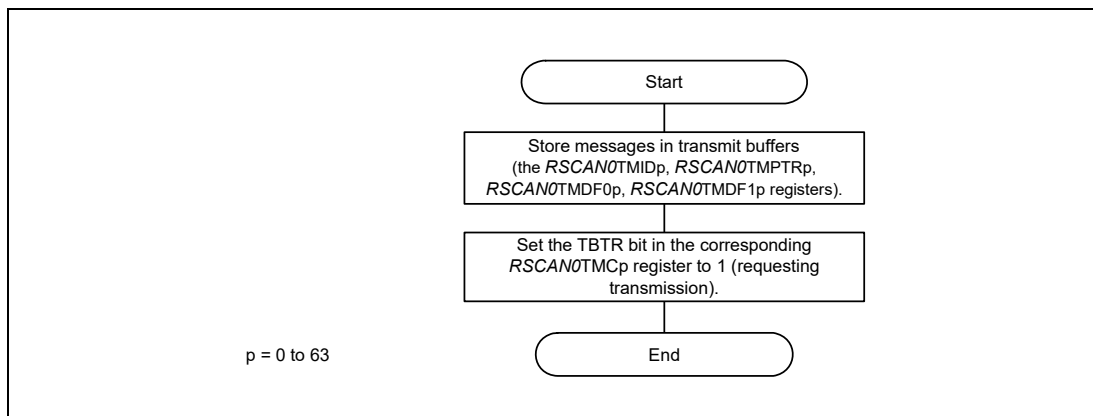 Start
Store messages in transmit buffers
(the RSCAN0TMIDp, RSCAN0TMPTRp,
RSCAN0TMDF0p, RSCAN0TMDF1p registers).
Set the TBTR bit in the corresponding
RSCAN0TMCp register to 1 (requesting
transmission).
p = 0 to 63
End